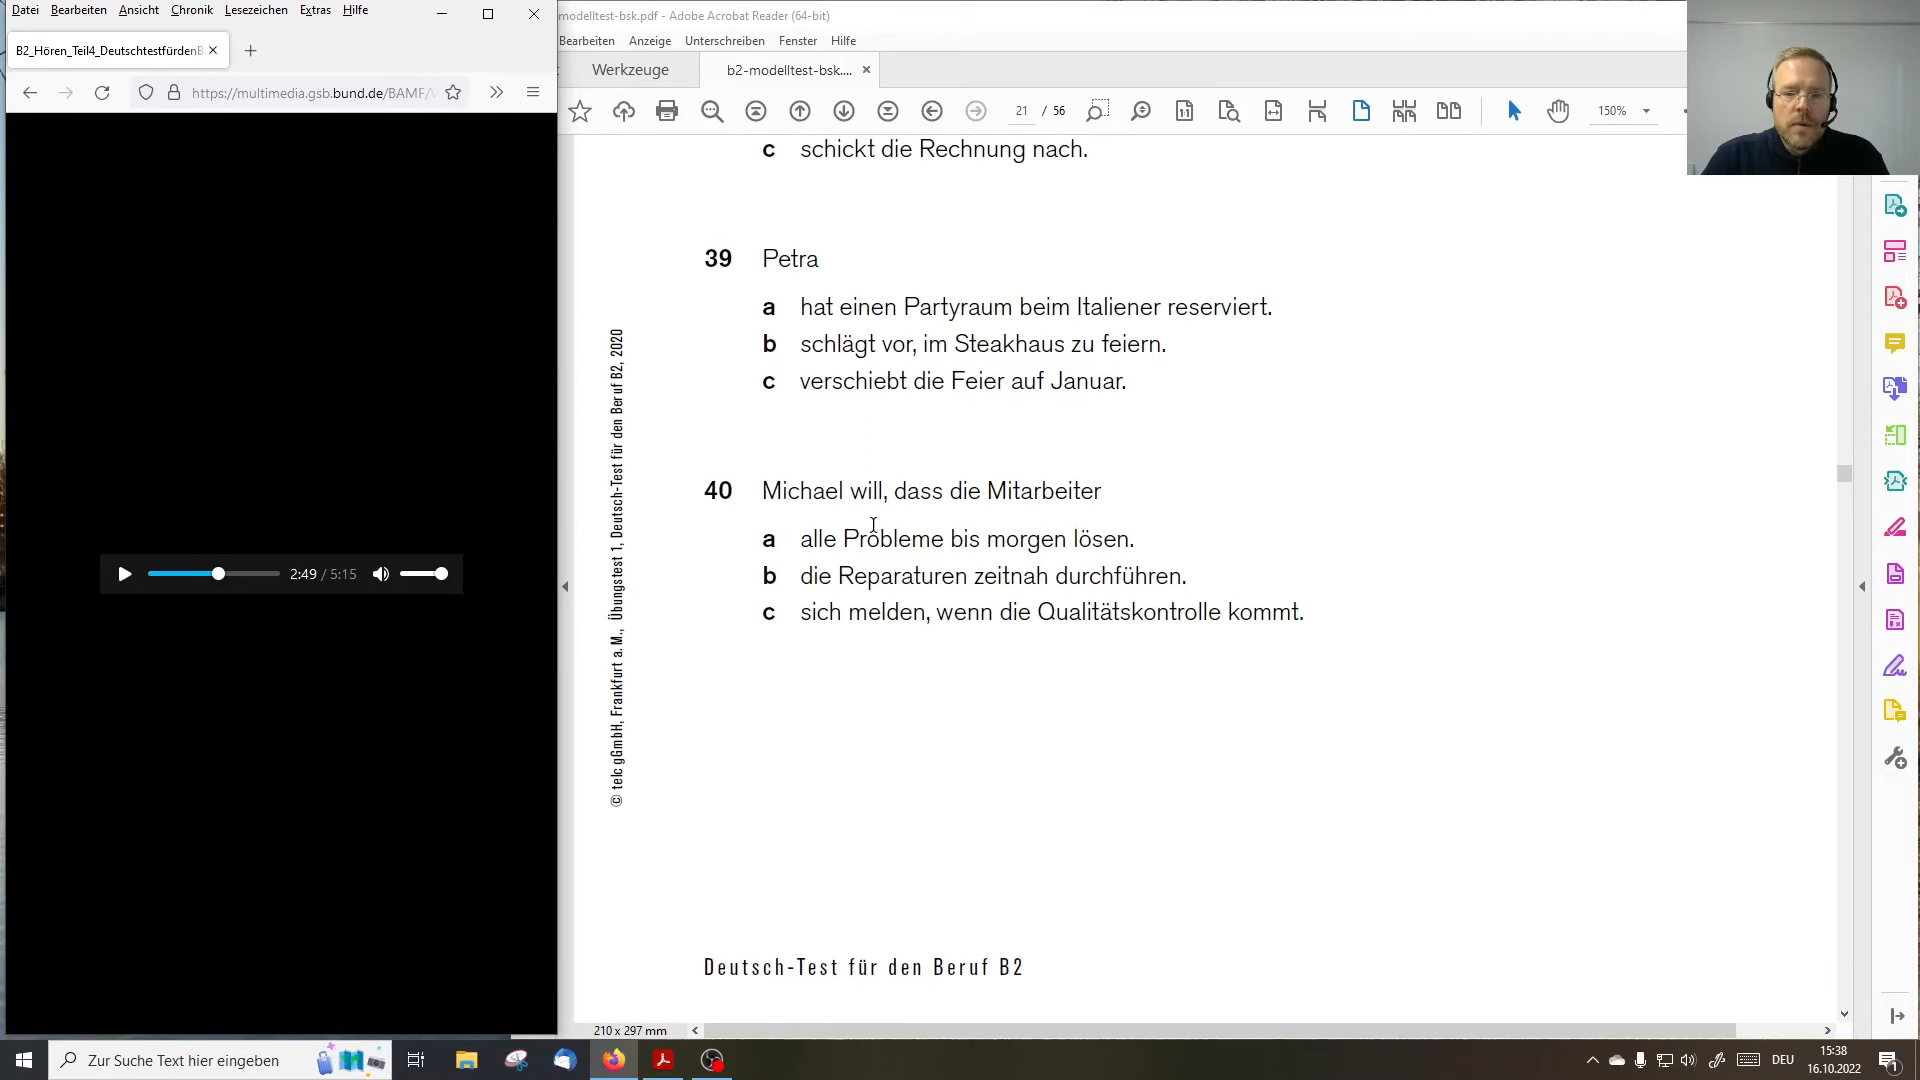 Datei Bearbeiten Ansicht Chronik Lesezeichen Extras Hilfe
B2_Hören_Teil4_DeutschtestfürdenB
https://multimedia.gsb.bund.de/BAMF/
2:49 / 5:15
modelltest-bsk.pdf - Adobe Acrobat Reader (64-bit)
Bearbeiten Anzeige Unterschreiben Fenster Hilfe
Werkzeuge
b2-modelltest-bsk....
21 / 56
150%
c schickt die Rechnung nach.
39 Petra
a hat einen Partyraum beim Italiener reserviert.
b schlägt vor, im Steakhaus zu feiern.
c verschiebt die Feier auf Januar.
40 Michael will, dass die Mitarbeiter
a alle Probleme bis morgen lösen.
b die Reparaturen zeitnah durchführen.
c sich melden, wenn die Qualitätskontrolle kommt.
© telc gGmbH, Frankfurt a. M., Übungstest 1, Deutsch-Test für den Beruf B2, 2020
Deutsch-Test für den Beruf B2
210 x 297 mm
Zur Suche Text hier eingeben
DEU
15:38
16.10.2022
1